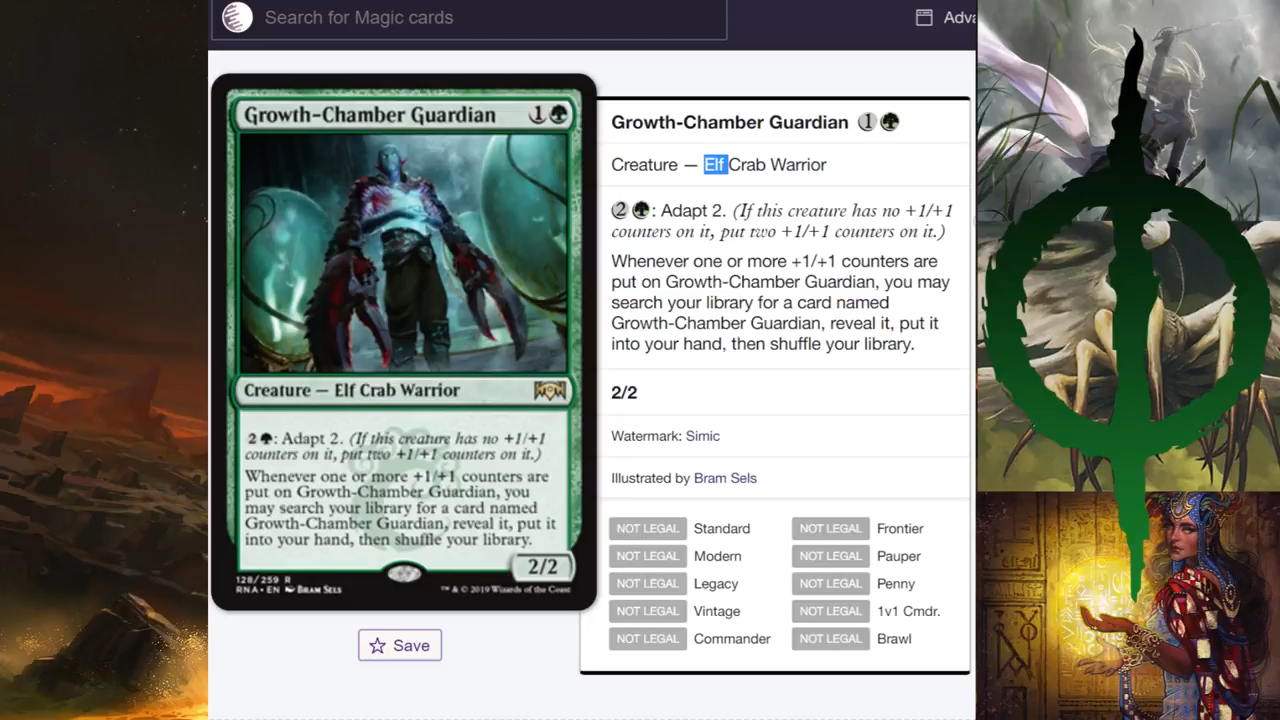 Search for Magic cards
Adva
Growth-Chamber Guardian 1
Creature — Elf Crab Warrior
2 : Adapt 2. (If this creature has no +1/+1
counters on it, put two +1/+1 counters on it.)
Whenever one or more +1/+1 counters are
put on Growth-Chamber Guardian, you
may search your library for a card named
Growth-Chamber Guardian, reveal it, put it
into your hand, then shuffle your library.
2/2
128/259 R
RNA • EN BRAM SELS
™ & © 2019 Wizards of the Coast
Save
Growth-Chamber Guardian 1
Creature — Elf Crab Warrior
2 : Adapt 2. (If this creature has no +1/+1
counters on it, put two +1/+1 counters on it.)
Whenever one or more +1/+1 counters are
put on Growth-Chamber Guardian, you may
search your library for a card named
Growth-Chamber Guardian, reveal it, put it
into your hand, then shuffle your library.
2/2
Watermark: Simic
Illustrated by Bram Sels
NOT LEGAL Standard NOT LEGAL Frontier
NOT LEGAL Modern NOT LEGAL Pauper
NOT LEGAL Legacy NOT LEGAL Penny
NOT LEGAL Vintage NOT LEGAL 1v1 Cmdr.
NOT LEGAL Commander NOT LEGAL Brawl